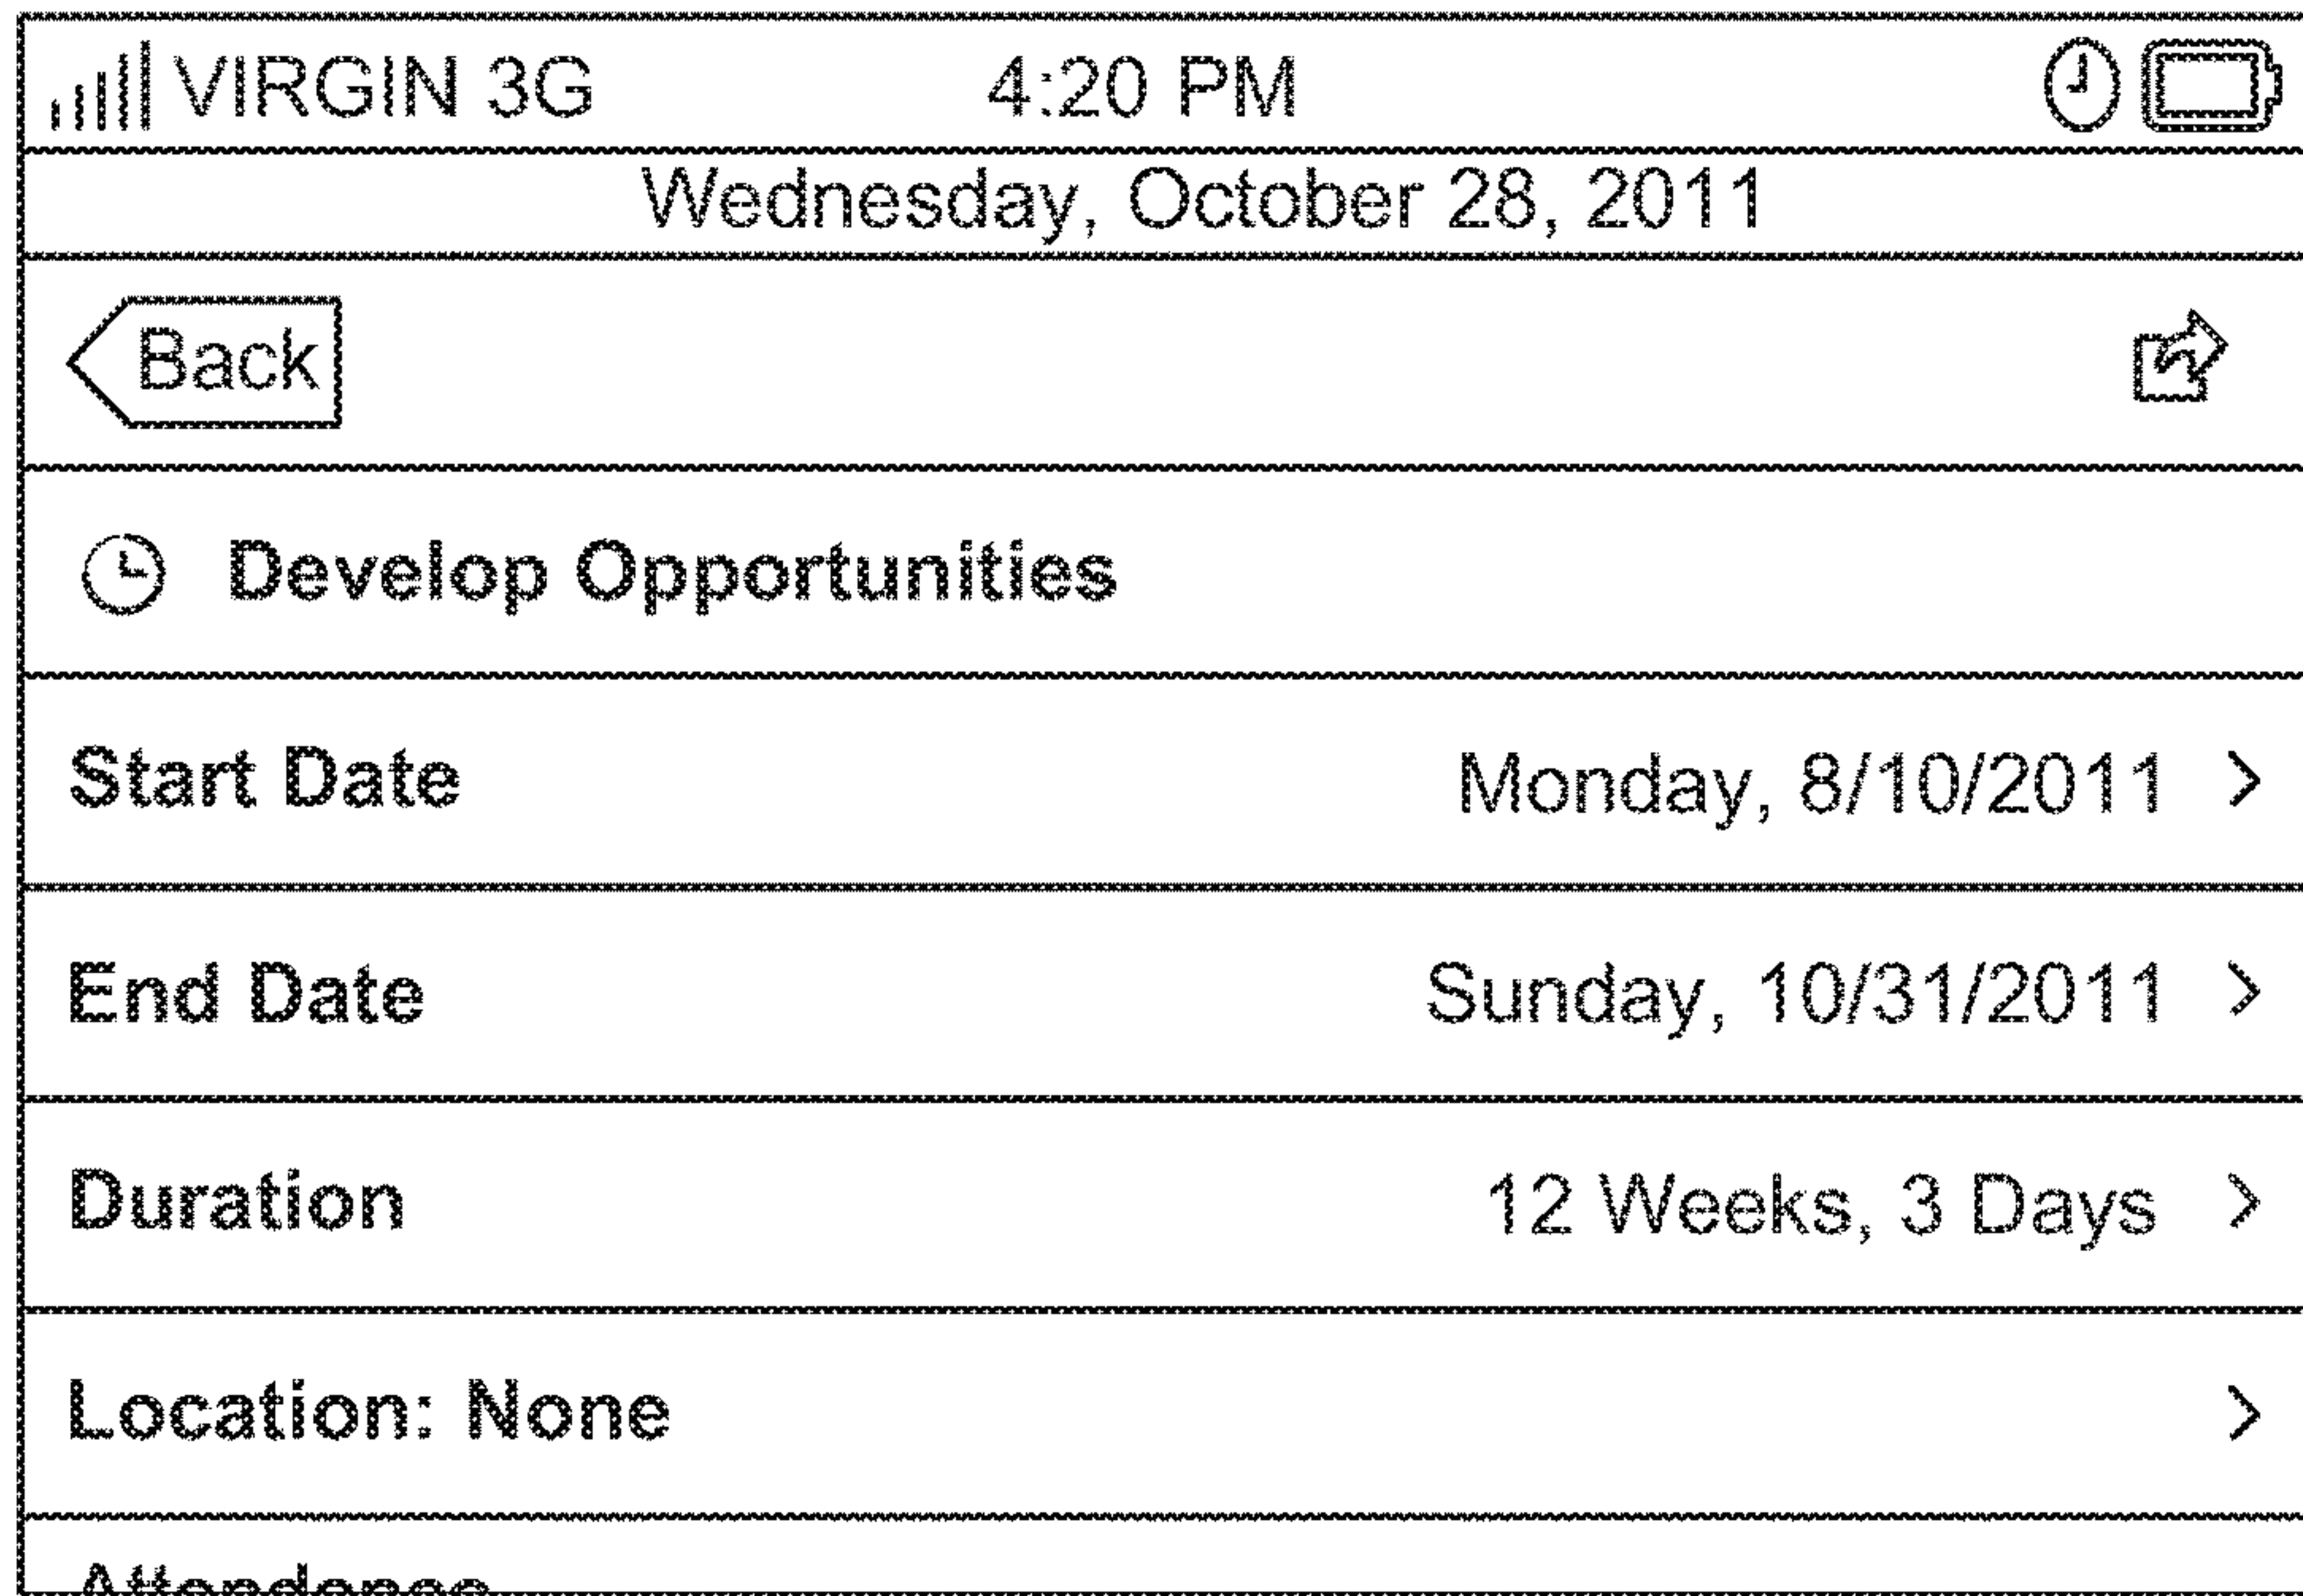 VIRGIN 3G 4:20 PM
Wednesday, October 28, 2011
Back
Develop Opportunities
Start Date Monday, 8/10/2011 >
End Date Sunday, 10/31/2011 >
Duration 12 Weeks, 3 Days >
Location: None >